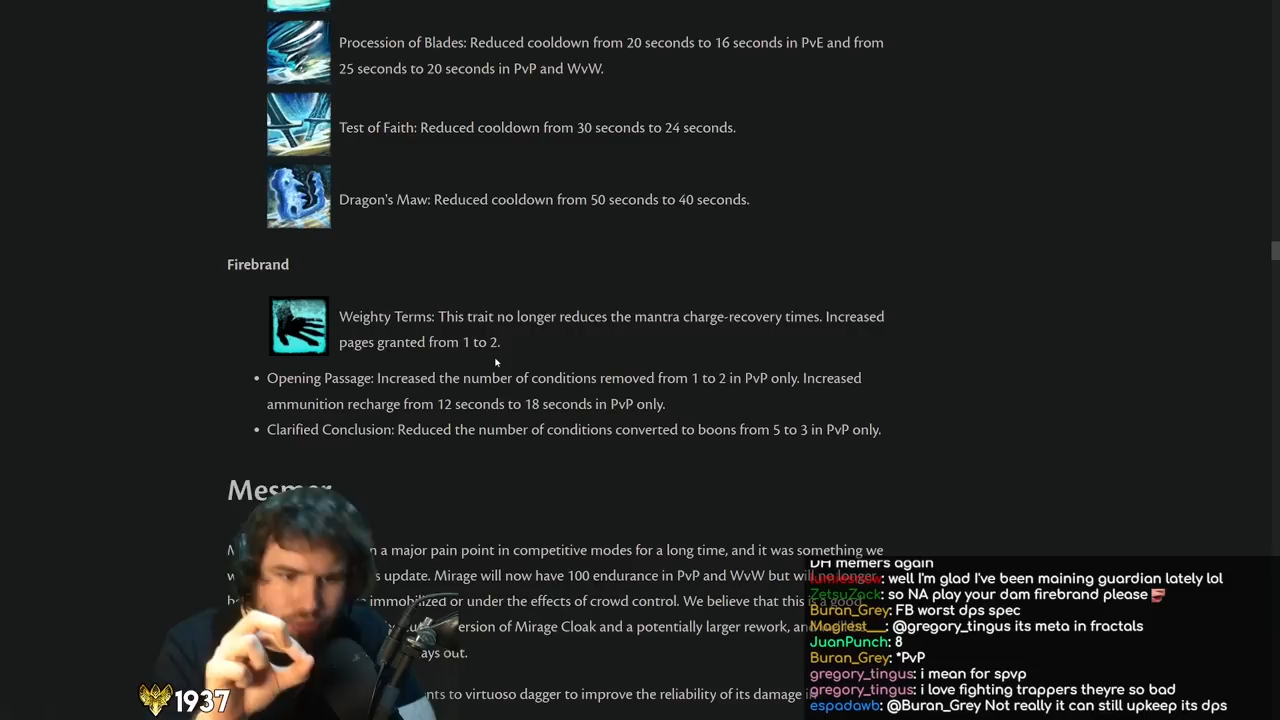 Procession of Blades: Reduced cooldown from 20 seconds to 16 seconds in PvE and from
25 seconds to 20 seconds in PvP and WvW.
Test of Faith: Reduced cooldown from 30 seconds to 24 seconds.
Dragon's Maw: Reduced cooldown from 50 seconds to 40 seconds.
Firebrand
Weighty Terms: This trait no longer reduces the mantra charge-recovery times. Increased
pages granted from 1 to 2.
• Opening Passage: Increased the number of conditions removed from 1 to 2 in PvP only. Increased
ammunition recharge from 12 seconds to 18 seconds in PvP only.
• Clarified Conclusion: Reduced the number of conditions converted to boons from 5 to 3 in PvP only.
Mesmer
a major pain point in competitive modes for a long time, and it was something we
update. Mirage will now have 100 endurance in PvP and WvW but will no longer
immobilized or under the effects of crowd control. We believe that this is a good
version of Mirage Cloak and a potentially larger rework, and
out.
to virtuoso dagger to improve the reliability of its damage
DH memers again
well I'm glad I've been maining guardian lately lol
ZetsuZack: so NA play your dam firebrand please
Buran_Grey: FB worst dps spec
Magrest__: @gregory_tingus its meta in fractals
JuanPunch: 8
Buran_Grey: *PvP
gregory_tingus: i mean for spvp
gregory_tingus: i love fighting trappers theyre so bad
espadawb: @Buran_Grey Not really it can still upkeep its dps
1937